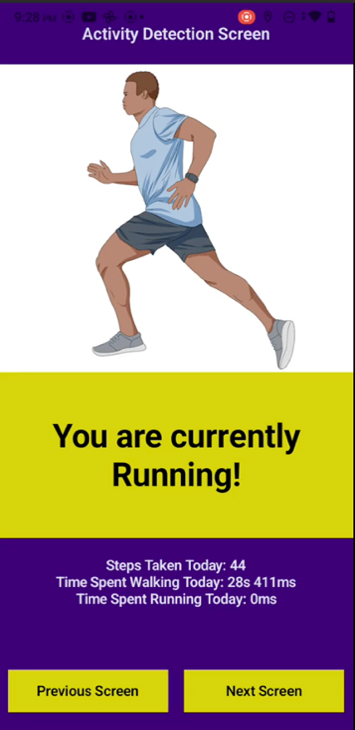 9:28 PM
Activity Detection Screen
You are currently
Running!
Steps Taken Today: 44
Time Spent Walking Today: 28s 411ms
Time Spent Running Today: 0ms
Previous Screen
Next Screen